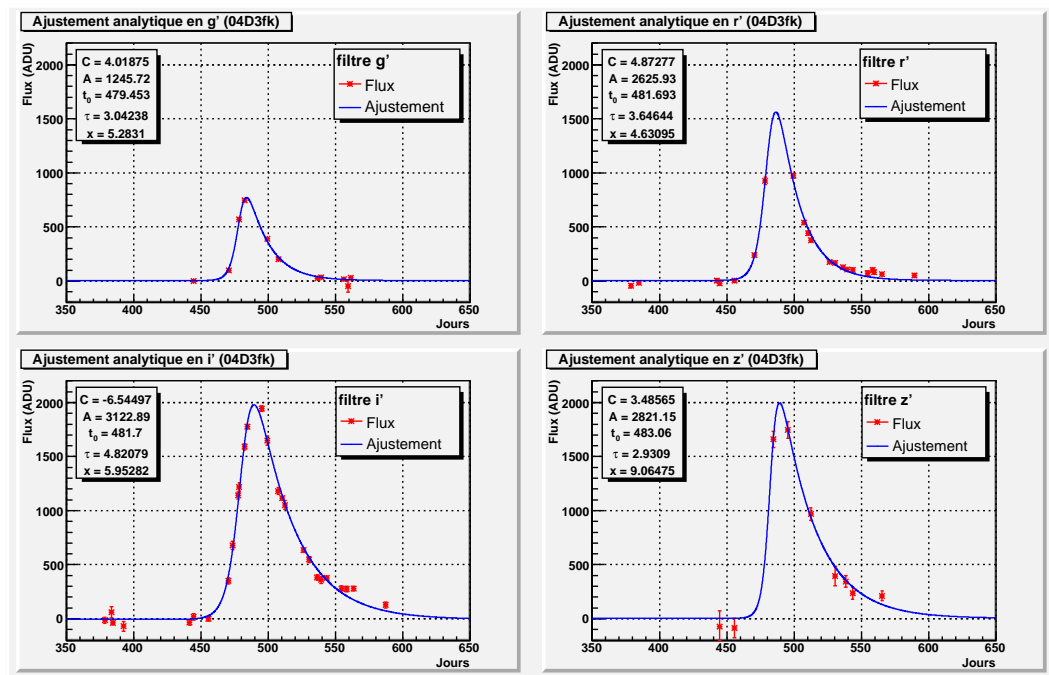 Ajustement analytique en g’ (04D3fk)
Flux (ADU)
2000
1500
1000
500
0
C = 4.01875
A = 1245.72
t0 = 479.453
τ = 3.04238
x = 5.2831
filtre g’
Flux
Ajustement
350 400 450 500 550 600 650
Jours
Ajustement analytique en r’ (04D3fk)
Flux (ADU)
2000
1500
1000
500
0
C = 4.87277
A = 2625.93
t0 = 481.693
τ = 3.64644
x = 4.63095
filtre r’
Flux
Ajustement
350 400 450 500 550 600 650
Jours
Ajustement analytique en i’ (04D3fk)
Flux (ADU)
2000
1500
1000
500
0
C = -6.54497
A = 3122.89
t0 = 481.7
τ = 4.82079
x = 5.95282
filtre i’
Flux
Ajustement
350 400 450 500 550 600 650
Jours
Ajustement analytique en z’ (04D3fk)
Flux (ADU)
2000
1500
1000
500
0
C = 3.48565
A = 2821.15
t0 = 483.06
τ = 2.9309
x = 9.06475
filtre z’
Flux
Ajustement
350 400 450 500 550 600 650
Jours